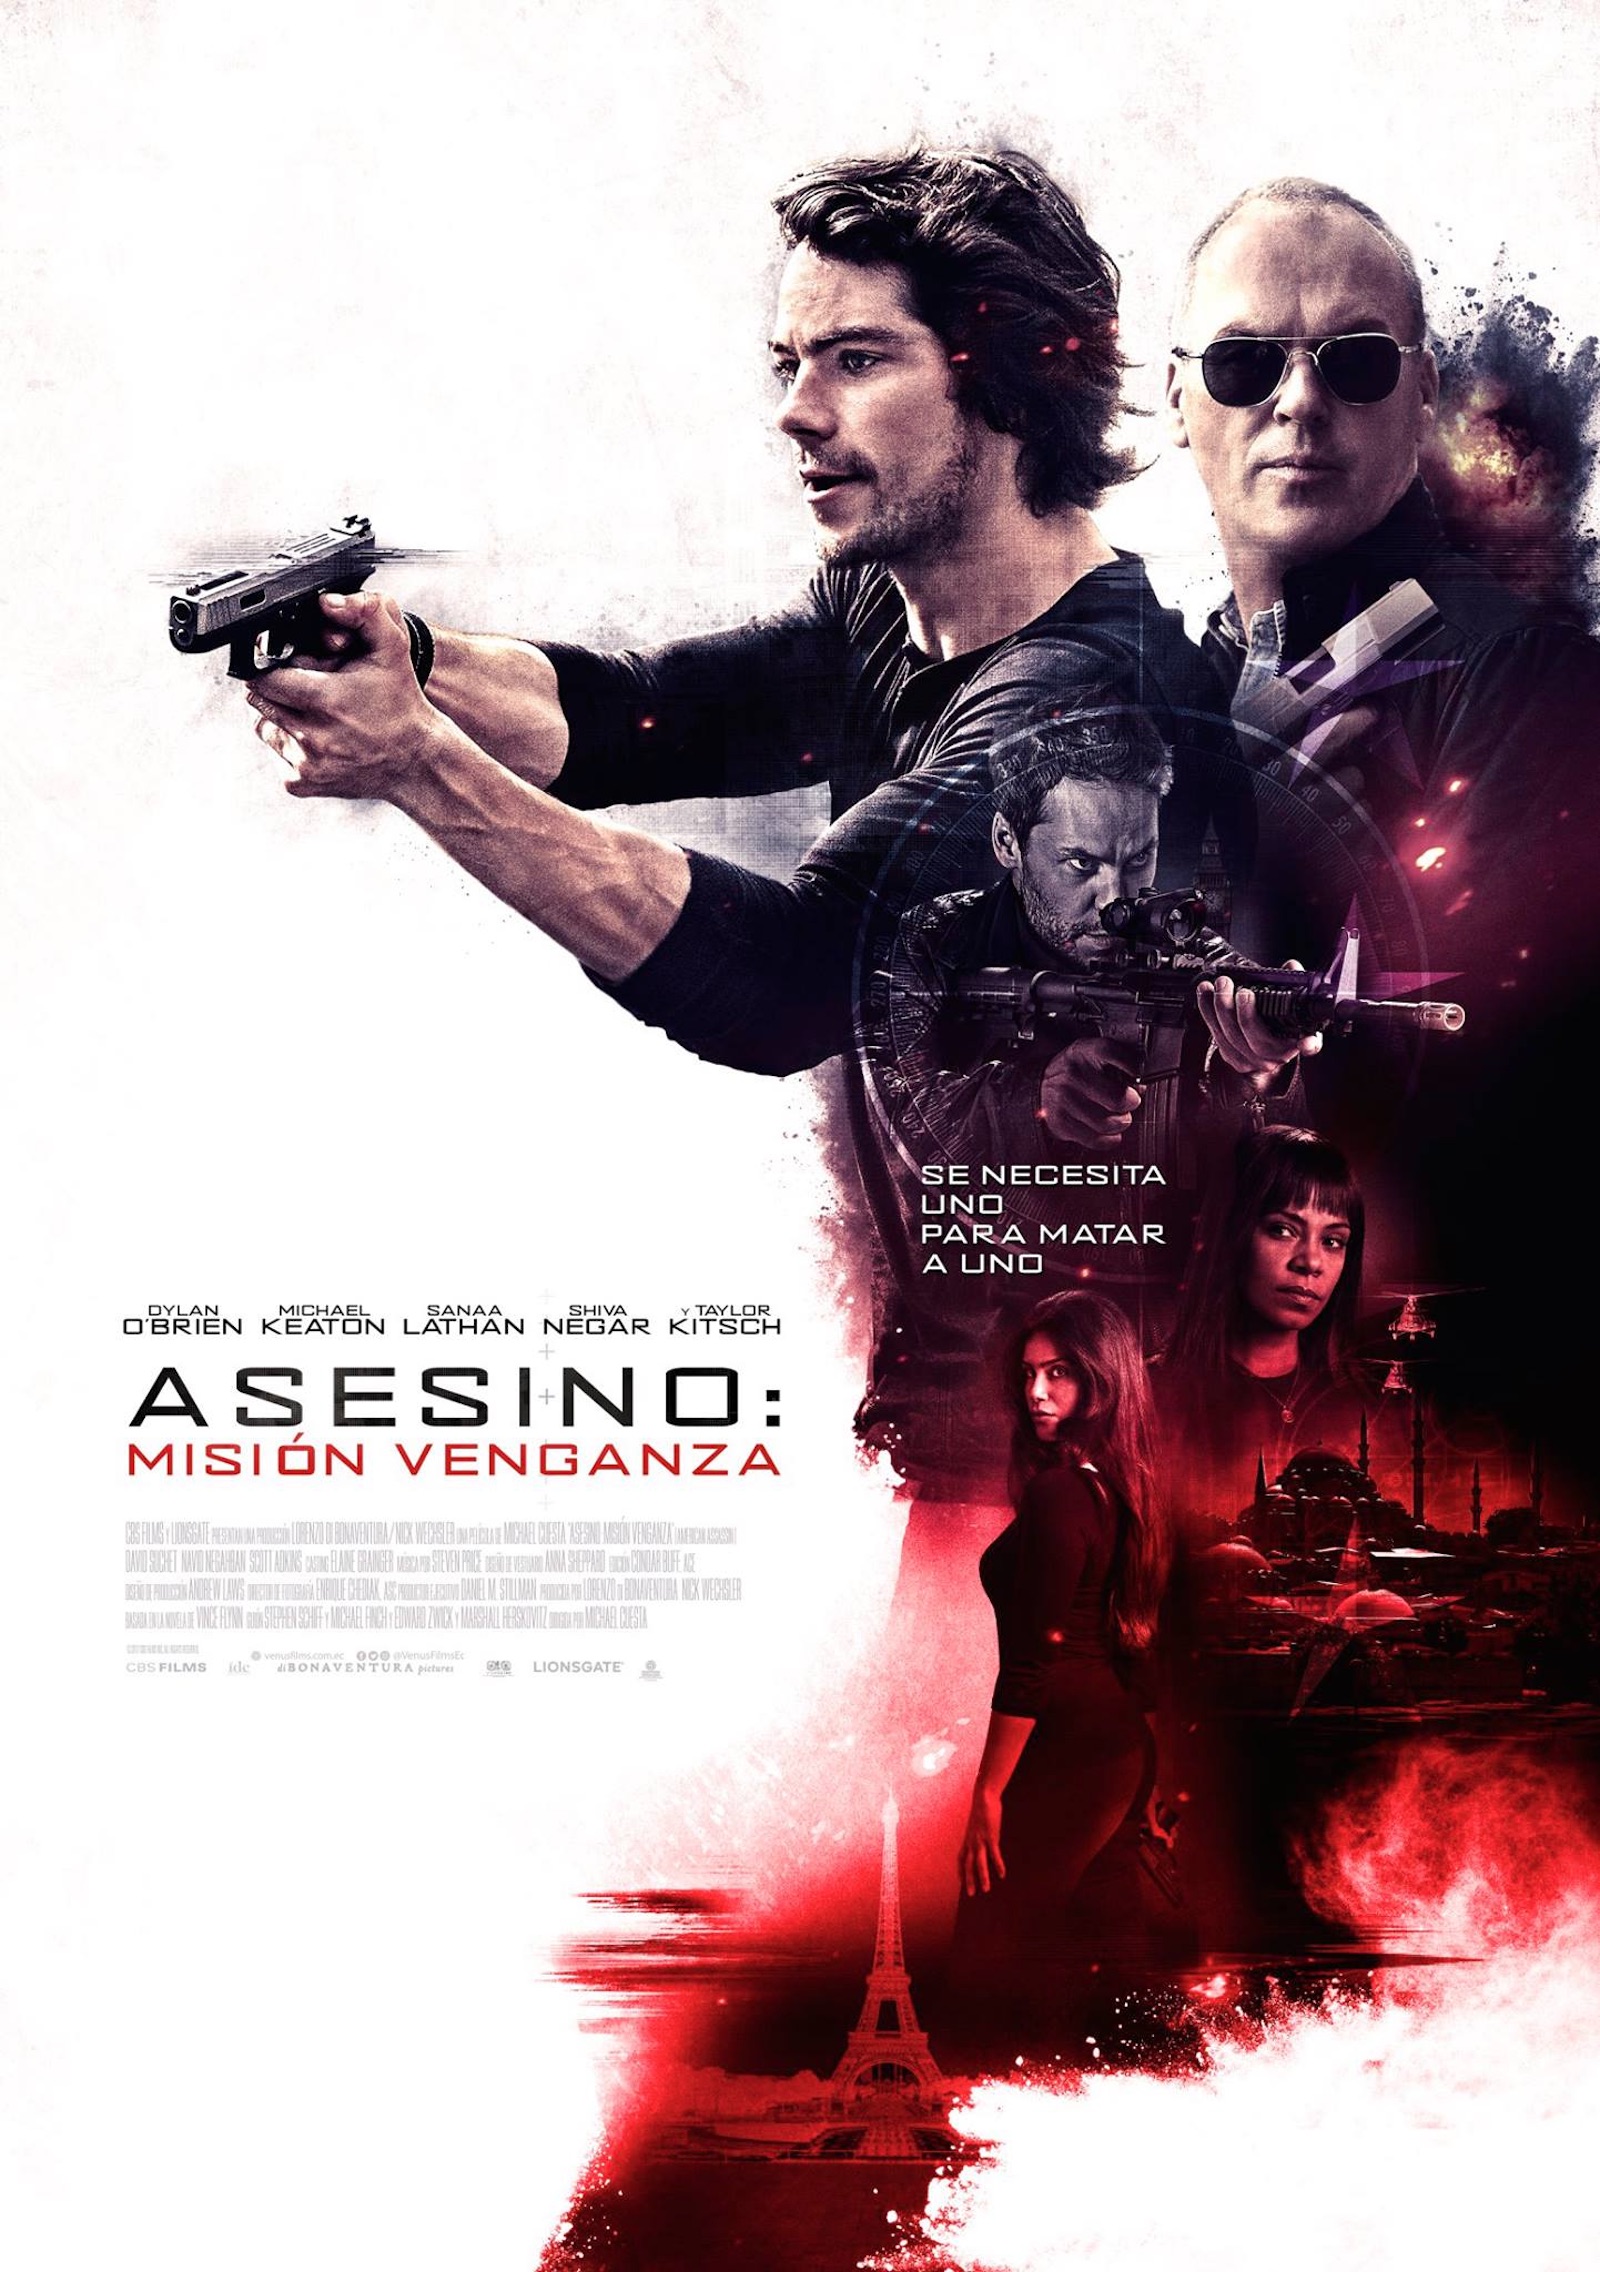 SE NECESITA
UNO
PARA MATAR
A UNO
DYLAN O'BRIEN MICHAEL KEATON SANAA LATHAN SHIVA NEGAR Y TAYLOR KITSCH
ASESINO:
MISIÓN VENGANZA
CBS FILMS Y LIONSGATE PRESENTAN UNA PRODUCCIÓN LORENZO DI BONAVENTURA/NICK WECHSLER UNA PELÍCULA DE MICHAEL CUESTA "ASESINO: MISIÓN VENGANZA" (AMERICAN ASSASSIN)
DAVID SUCHET NAVID NEGAHBAN SCOTT ADKINS CASTING ELAINE GRAINGER MÚSICA POR STEVEN PRICE DISEÑO DE VESTUARIO ANNA SHEPPARD EDICIÓN CONOR BUFF, ACE
DISEÑO DE PRODUCCIÓN ANDREW LAWS DIRECTOR DE FOTOGRAFÍA ENRIQUE CHEDIAK, ASC PRODUCTOR EJECUTIVO DANIEL M. STILLMAN PRODUCIDA POR LORENZO DI BONAVENTURA NICK WECHSLER
BASADA EN LA NOVELA DE VINCE FLYNN GUIÓN STEPHEN SCHIFF Y MICHAEL FINCH Y EDWARD ZWICK Y MARSHALL HERSKOVITZ DIRIGIDA POR MICHAEL CUESTA
venusfilms.com.ec @VenusFilmsEc
CBS FILMS idc diBONAVENTURA pictures LIONSGATE